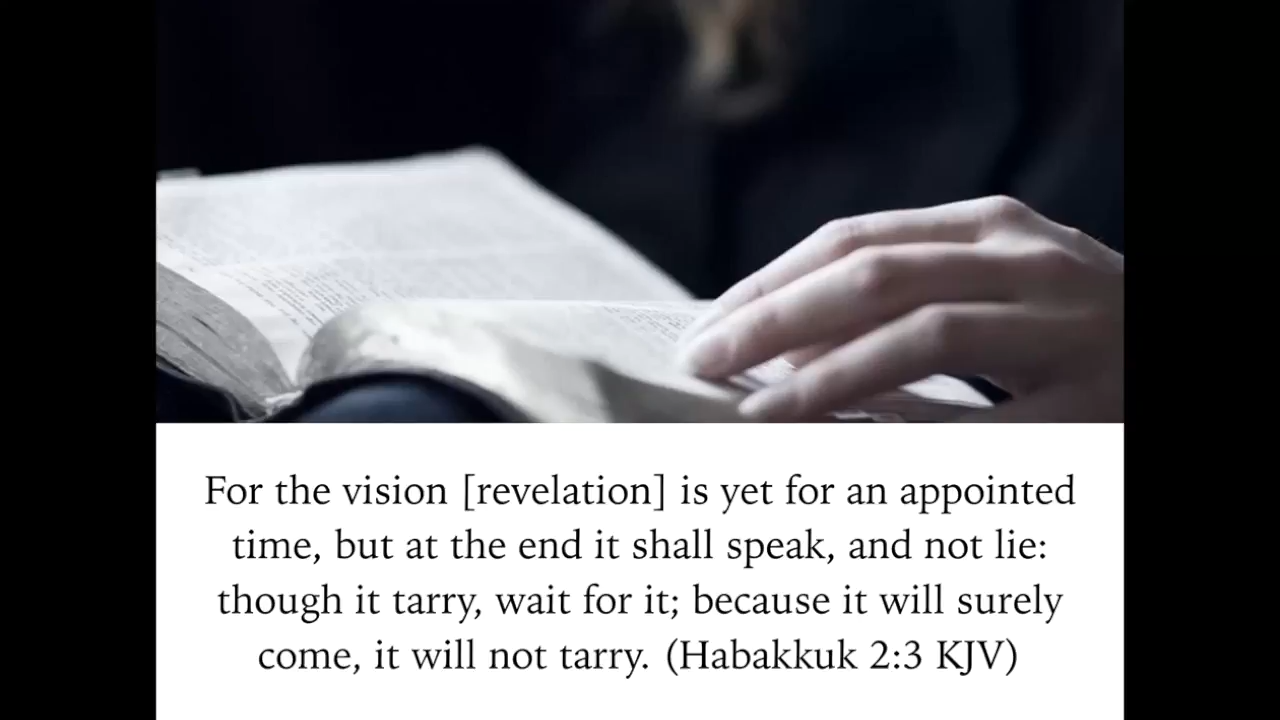 For the vision [revelation] is yet for an appointed
time, but at the end it shall speak, and not lie:
though it tarry, wait for it; because it will surely
come, it will not tarry. (Habakkuk 2:3 KJV)